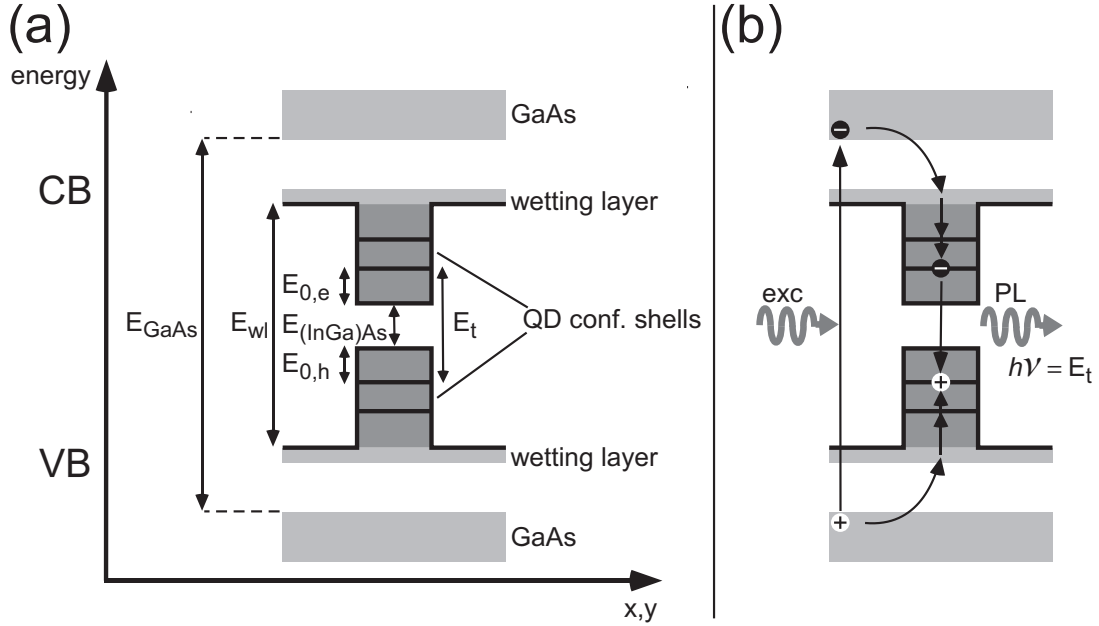 (a)
energy
GaAs
CB
wetting layer
E0,e
EGaAs
Ewl
E(InGa)As
Et
QD conf. shells
E0,h
VB
wetting layer
GaAs
x,y
(b)
−
−
exc
PL
hν = Et
+
+